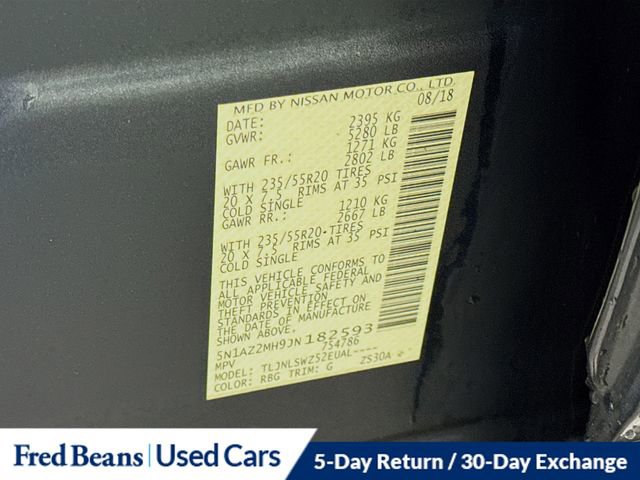 MFD BY NISSAN MOTOR CO., LTD.
DATE: 08/18
GVWR: 2395 KG
5280 LB
GAWR FR.: 1271 KG
2802 LB
WITH 235/55R20 TIRES
20 X 7.5 RIMS AT 35 PSI
COLD SINGLE
GAWR RR.: 1210 KG
2667 LB
WITH 235/55R20 TIRES
20 X 7.5 RIMS AT 35 PSI
COLD SINGLE
THIS VEHICLE CONFORMS TO
ALL APPLICABLE FEDERAL
MOTOR VEHICLE SAFETY AND
THEFT PREVENTION
STANDARDS IN EFFECT ON
THE DATE OF MANUFACTURE
SHOWN ABOVE.
5N1AZ2MH9JN182593
MPV 754786
MODEL: TLJNLSWZ52EUAL----
COLOR: RBG TRIM: G ZS30A
Fred Beans | Used Cars
5-Day Return / 30-Day Exchange